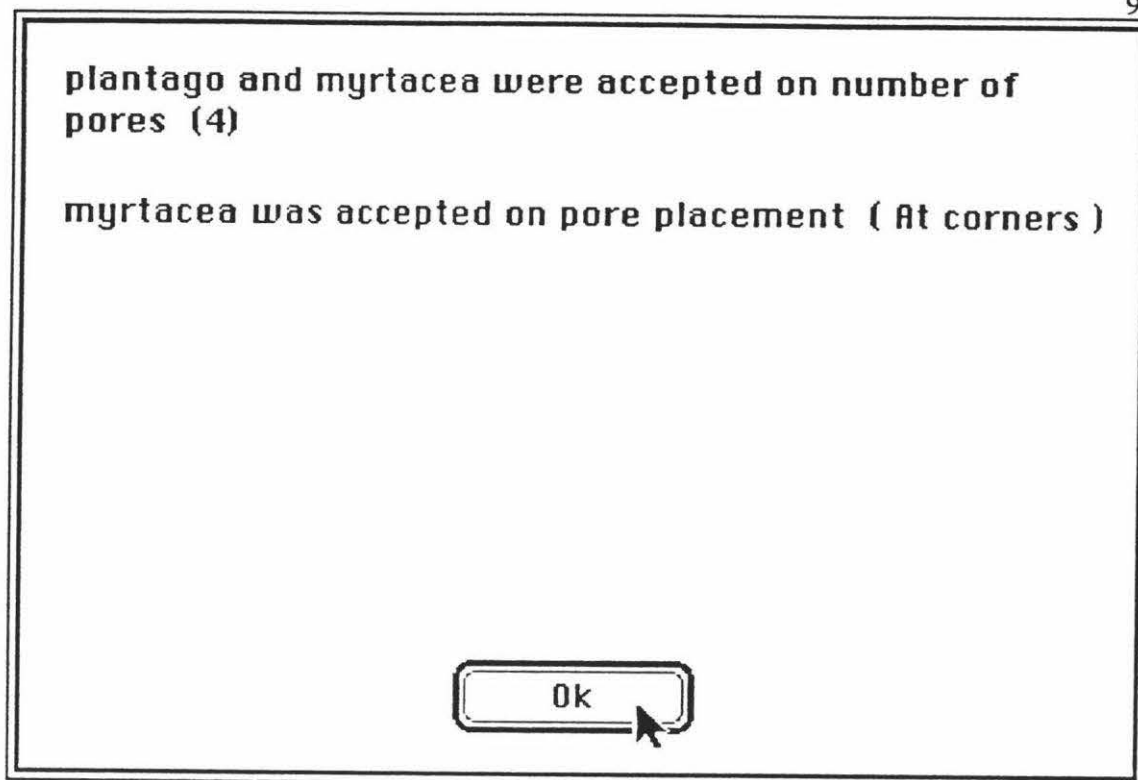 plantago and myrtacea were accepted on number of
pores (4)
myrtacea was accepted on pore placement ( At corners )
Ok